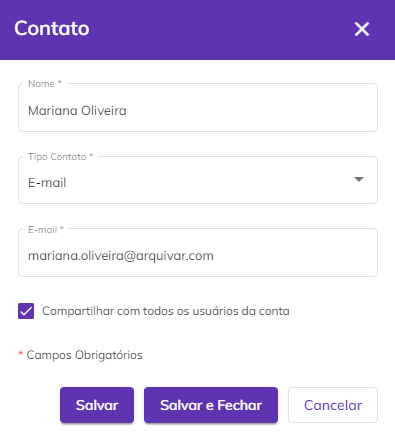 Contato
Nome *
Mariana Oliveira
Tipo Contato *
E-mail
E-mail *
mariana.oliveira@arquivar.com
Compartilhar com todos os usuários da conta
* Campos Obrigatórios
Salvar Salvar e Fechar Cancelar